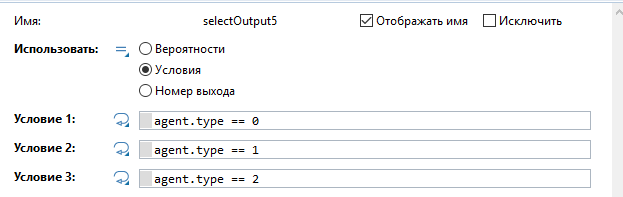 Имя: selectOutput5 Отображать имя Исключить
Использовать: Вероятности
Условия
Номер выхода
Условие 1: agent.type == 0
Условие 2: agent.type == 1
Условие 3: agent.type == 2